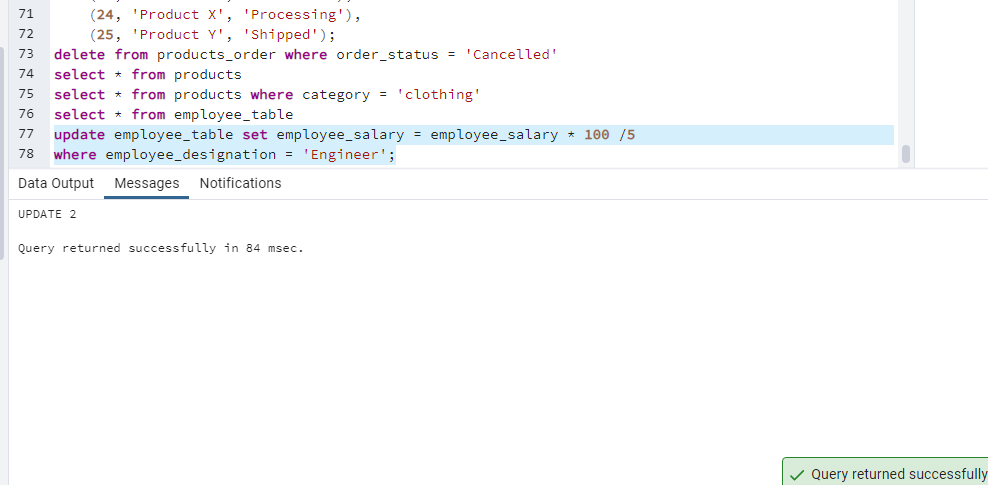 71 (24, 'Product X', 'Processing'),
72 (25, 'Product Y', 'Shipped');
73 delete from products_order where order_status = 'Cancelled'
74 select * from products
75 select * from products where category = 'clothing'
76 select * from employee_table
77 update employee_table set employee_salary = employee_salary * 100 /5
78 where employee_designation = 'Engineer';
Data Output Messages Notifications
UPDATE 2
Query returned successfully in 84 msec.
Query returned successfully